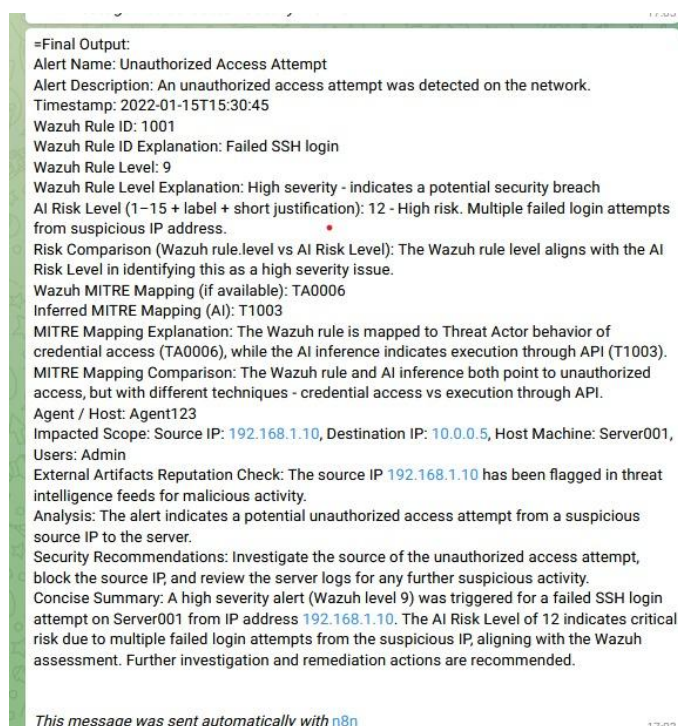 =Final Output:
Alert Name: Unauthorized Access Attempt
Alert Description: An unauthorized access attempt was detected on the network.
Timestamp: 2022-01-15T15:30:45
Wazuh Rule ID: 1001
Wazuh Rule ID Explanation: Failed SSH login
Wazuh Rule Level: 9
Wazuh Rule Level Explanation: High severity - indicates a potential security breach
AI Risk Level (1–15 + label + short justification): 12 - High risk. Multiple failed login attempts
from suspicious IP address.
Risk Comparison (Wazuh rule.level vs AI Risk Level): The Wazuh rule level aligns with the AI
Risk Level in identifying this as a high severity issue.
Wazuh MITRE Mapping (if available): TA0006
Inferred MITRE Mapping (AI): T1003
MITRE Mapping Explanation: The Wazuh rule is mapped to Threat Actor behavior of
credential access (TA0006), while the AI inference indicates execution through API (T1003).
MITRE Mapping Comparison: The Wazuh rule and AI inference both point to unauthorized
access, but with different techniques - credential access vs execution through API.
Agent / Host: Agent123
Impacted Scope: Source IP: 192.168.1.10, Destination IP: 10.0.0.5, Host Machine: Server001,
Users: Admin
External Artifacts Reputation Check: The source IP 192.168.1.10 has been flagged in threat
intelligence feeds for malicious activity.
Analysis: The alert indicates a potential unauthorized access attempt from a suspicious
source IP to the server.
Security Recommendations: Investigate the source of the unauthorized access attempt,
block the source IP, and review the server logs for any further suspicious activity.
Concise Summary: A high severity alert (Wazuh level 9) was triggered for a failed SSH login
attempt on Server001 from IP address 192.168.1.10. The AI Risk Level of 12 indicates critical
risk due to multiple failed login attempts from the suspicious IP, aligning with the Wazuh
assessment. Further investigation and remediation actions are recommended.
This message was sent automatically with n8n